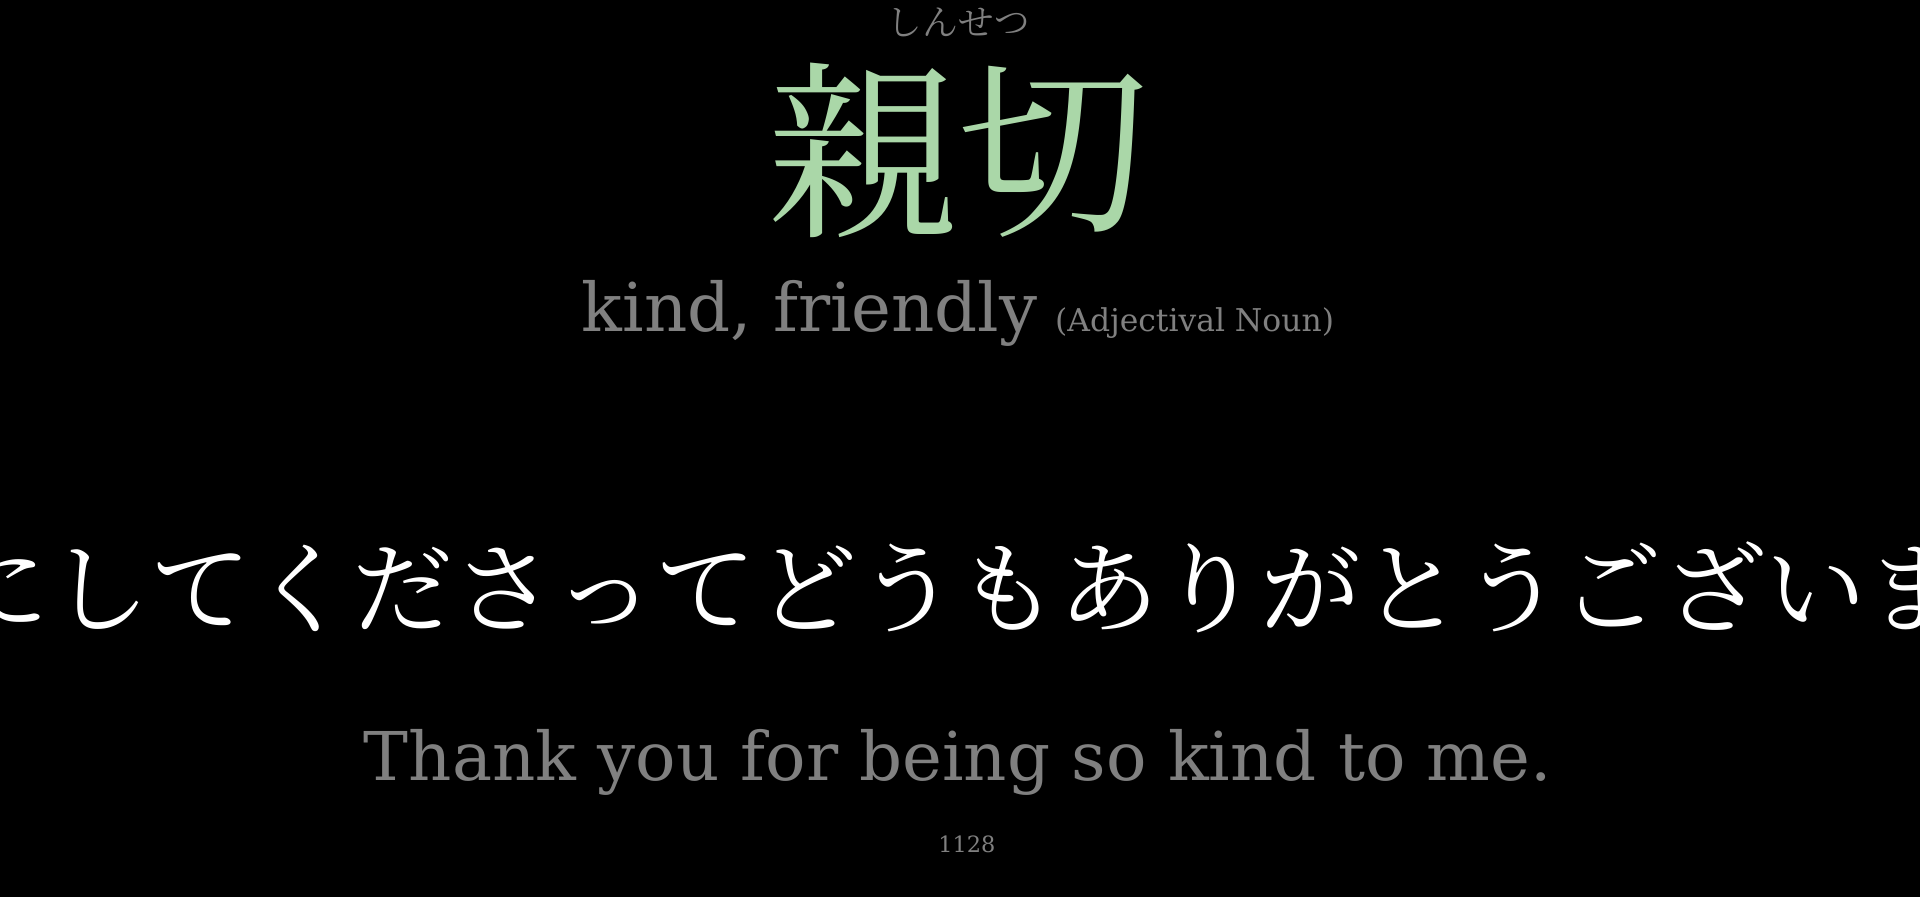 しんせつ
親切
kind, friendly (Adjectival Noun)
にしてくださってどうもありがとうございま
Thank you for being so kind to me.
1128